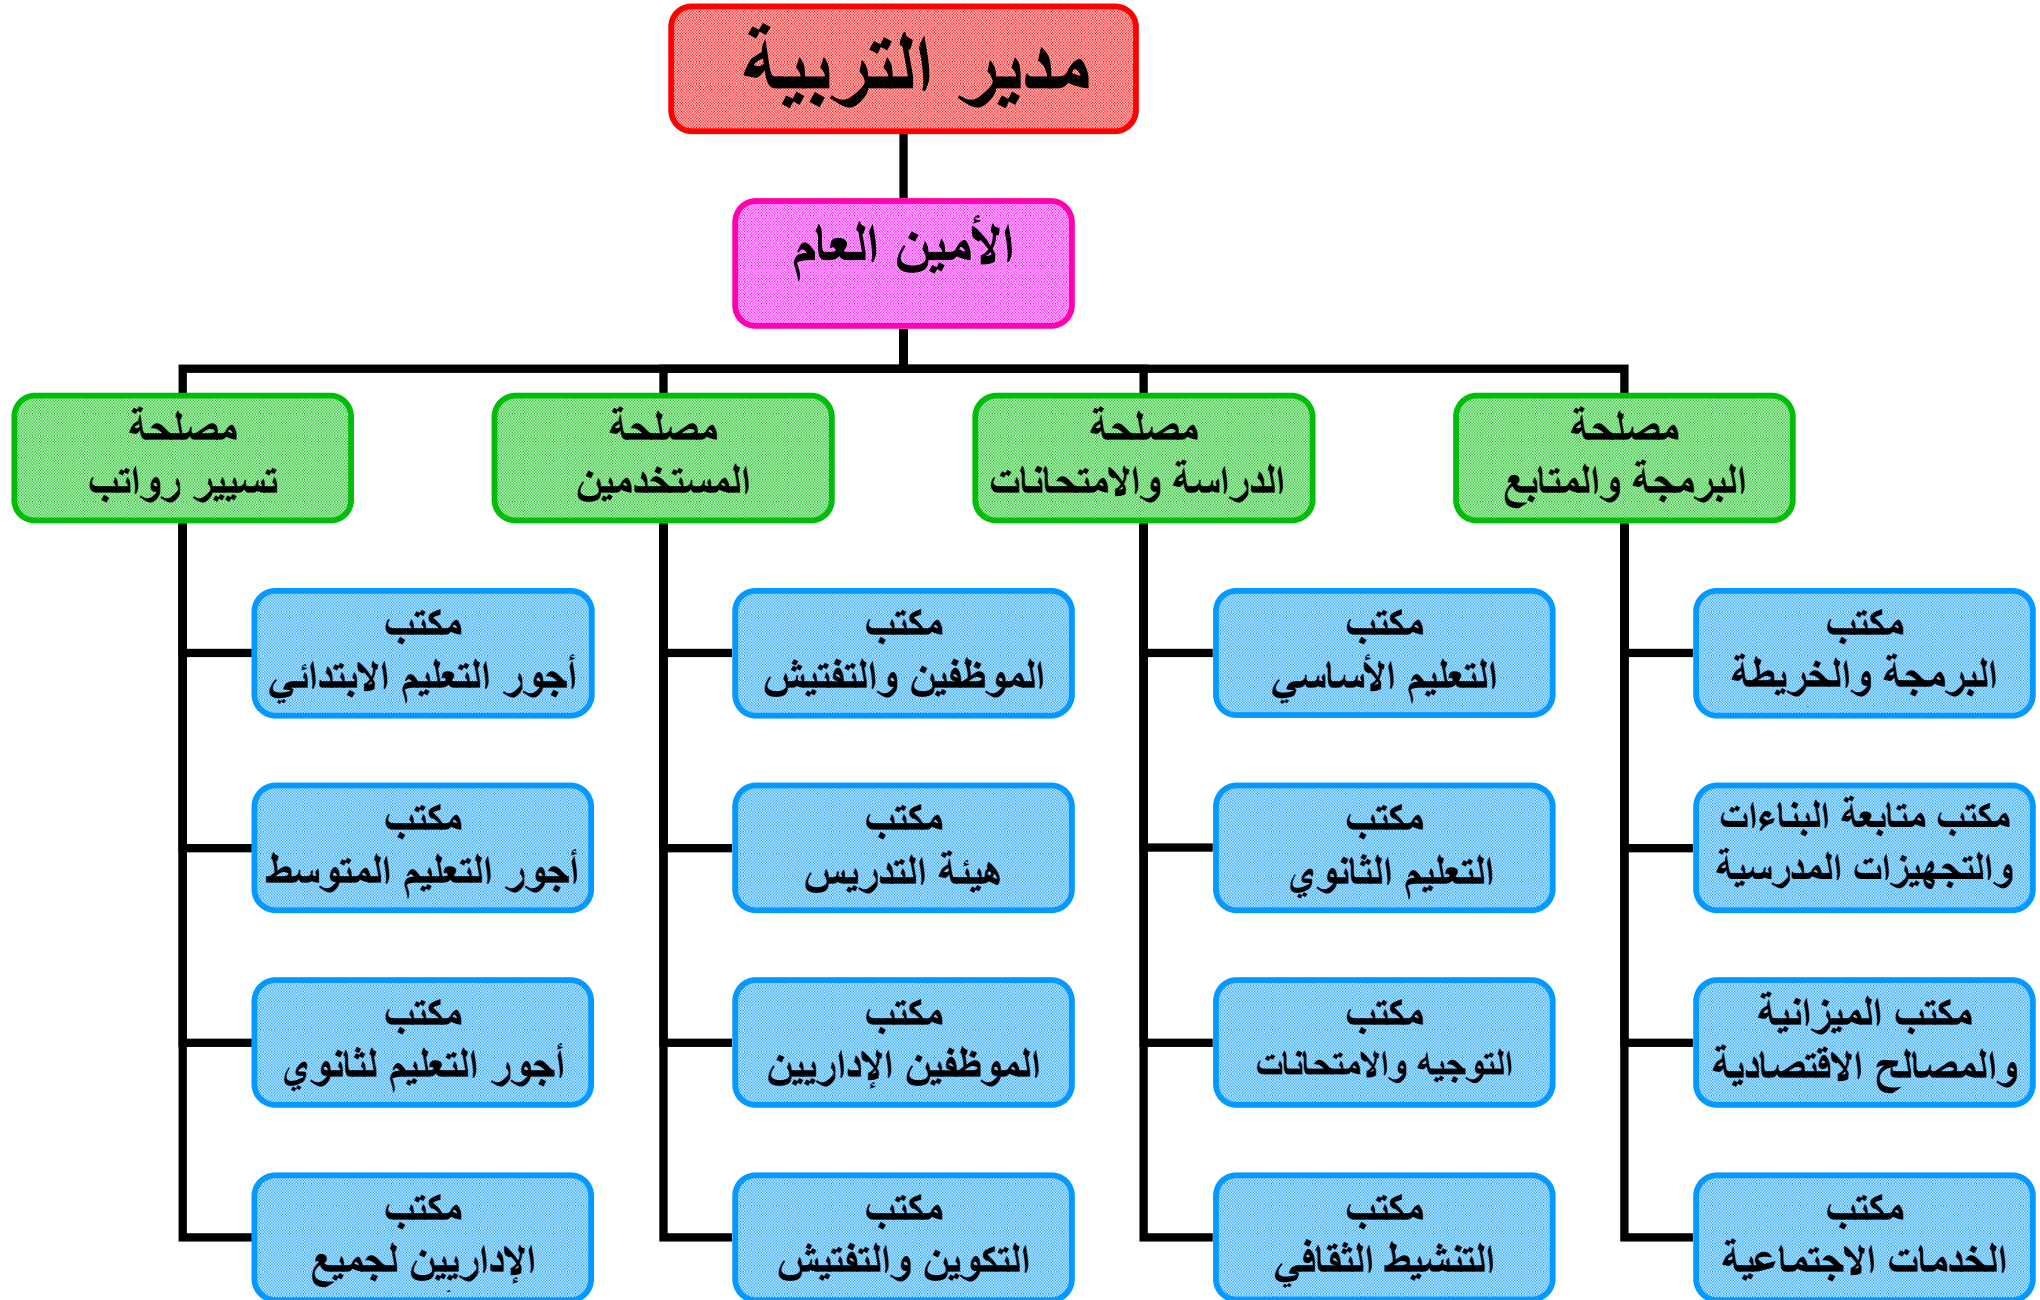 مدير التربية
الأمين العام
مصلحة
البرمجة والمتابع
مصلحة
الدراسة والامتحانات
مصلحة
المستخدمين
مصلحة
تسيير رواتب
مكتب
البرمجة والخريطة
مكتب متابعة البناءات
والتجهيزات المدرسية
مكتب الميزانية
والمصالح الاقتصادية
مكتب
الخدمات الاجتماعية
مكتب
التعليم الأساسي
مكتب
التعليم الثانوي
مكتب
التوجيه والامتحانات
مكتب
التنشيط الثقافي
مكتب
الموظفين والتفتيش
مكتب
هيئة التدريس
مكتب
الموظفين الإداريين
مكتب
التكوين والتفتيش
مكتب
أجور التعليم الابتدائي
مكتب
أجور التعليم المتوسط
مكتب
أجور التعليم لثانوي
مكتب
الإداريين لجميع